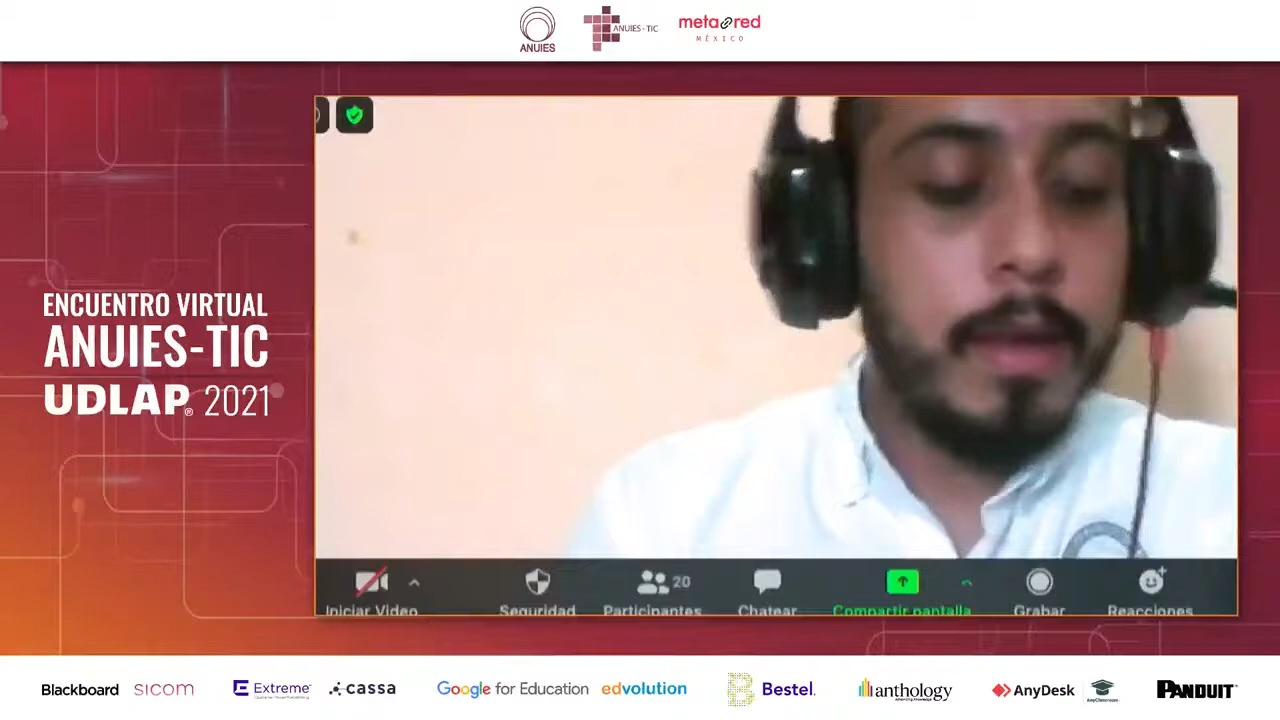 ANUIES
ANUIES - TIC
metared
MÉXICO
ENCUENTRO VIRTUAL
ANUIES-TIC
UDLAP® 2021
20
Iniciar Video
Seguridad
Participantes
Chatear
Compartir pantalla
Grabar
Reacciones
Blackboard
sicom
Extreme
cassa
Google for Education
edvolution
Bestel.
anthology
AnyDesk
PANDUIT